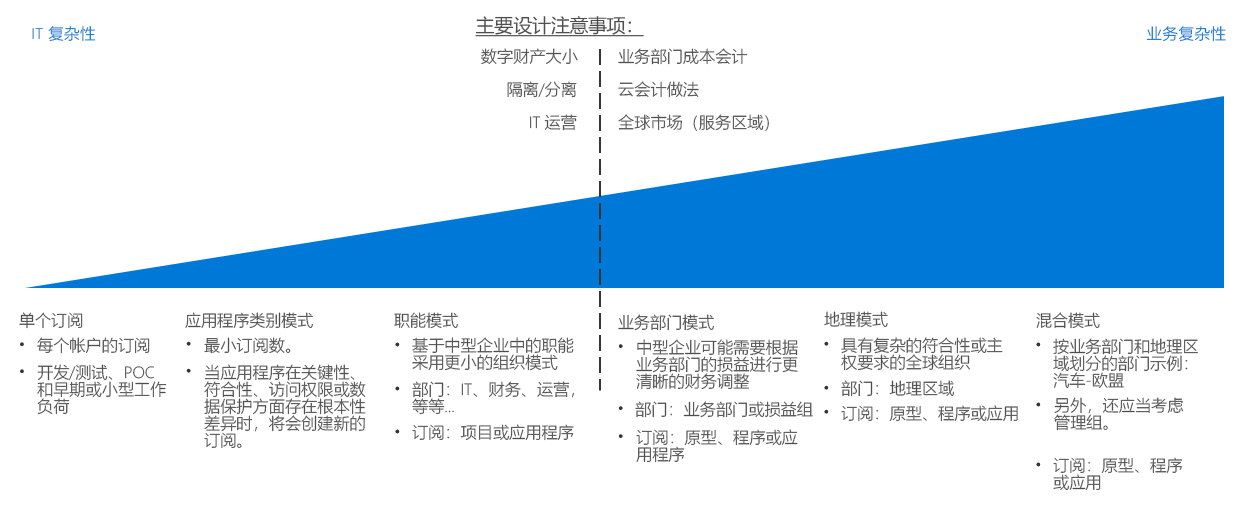 IT 复杂性
主要设计注意事项：
业务复杂性
数字财产大小
业务部门成本会计
隔离/分离
云会计做法
IT 运营
全球市场（服务区域）
单个订阅
• 每个帐户的订阅
• 开发/测试、POC
和早期或小型工作
负荷
应用程序类别模式
• 最小订阅数。
• 当应用程序在关键性、
符合性、访问权限或数
据保护方面存在根本性
差异时，将会创建新的
订阅。
职能模式
• 基于中型企业中的职能
采用更小的组织模式
• 部门：IT、财务、运营，
等等...
• 订阅：项目或应用程序
业务部门模式
• 中型企业可能需要根据
业务部门的损益进行更
清晰的财务调整
• 部门：业务部门或损益组
• 订阅：原型、程序或应
用程序
地理模式
• 具有复杂的符合性或主
权要求的全球组织
• 部门：地理区域
• 订阅：原型、程序或应用
混合模式
• 按业务部门和地理区
域划分的部门示例：
汽车-欧盟
• 另外，还应当考虑
管理组。
• 订阅：原型、程序
或应用